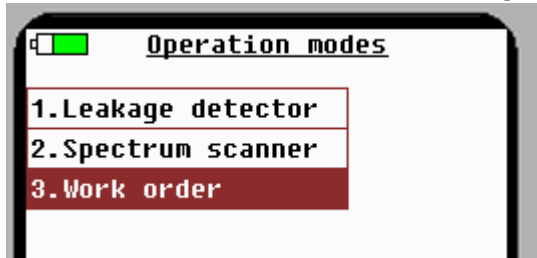 Operation modes
1.Leakage detector
2.Spectrum scanner
3.Work order